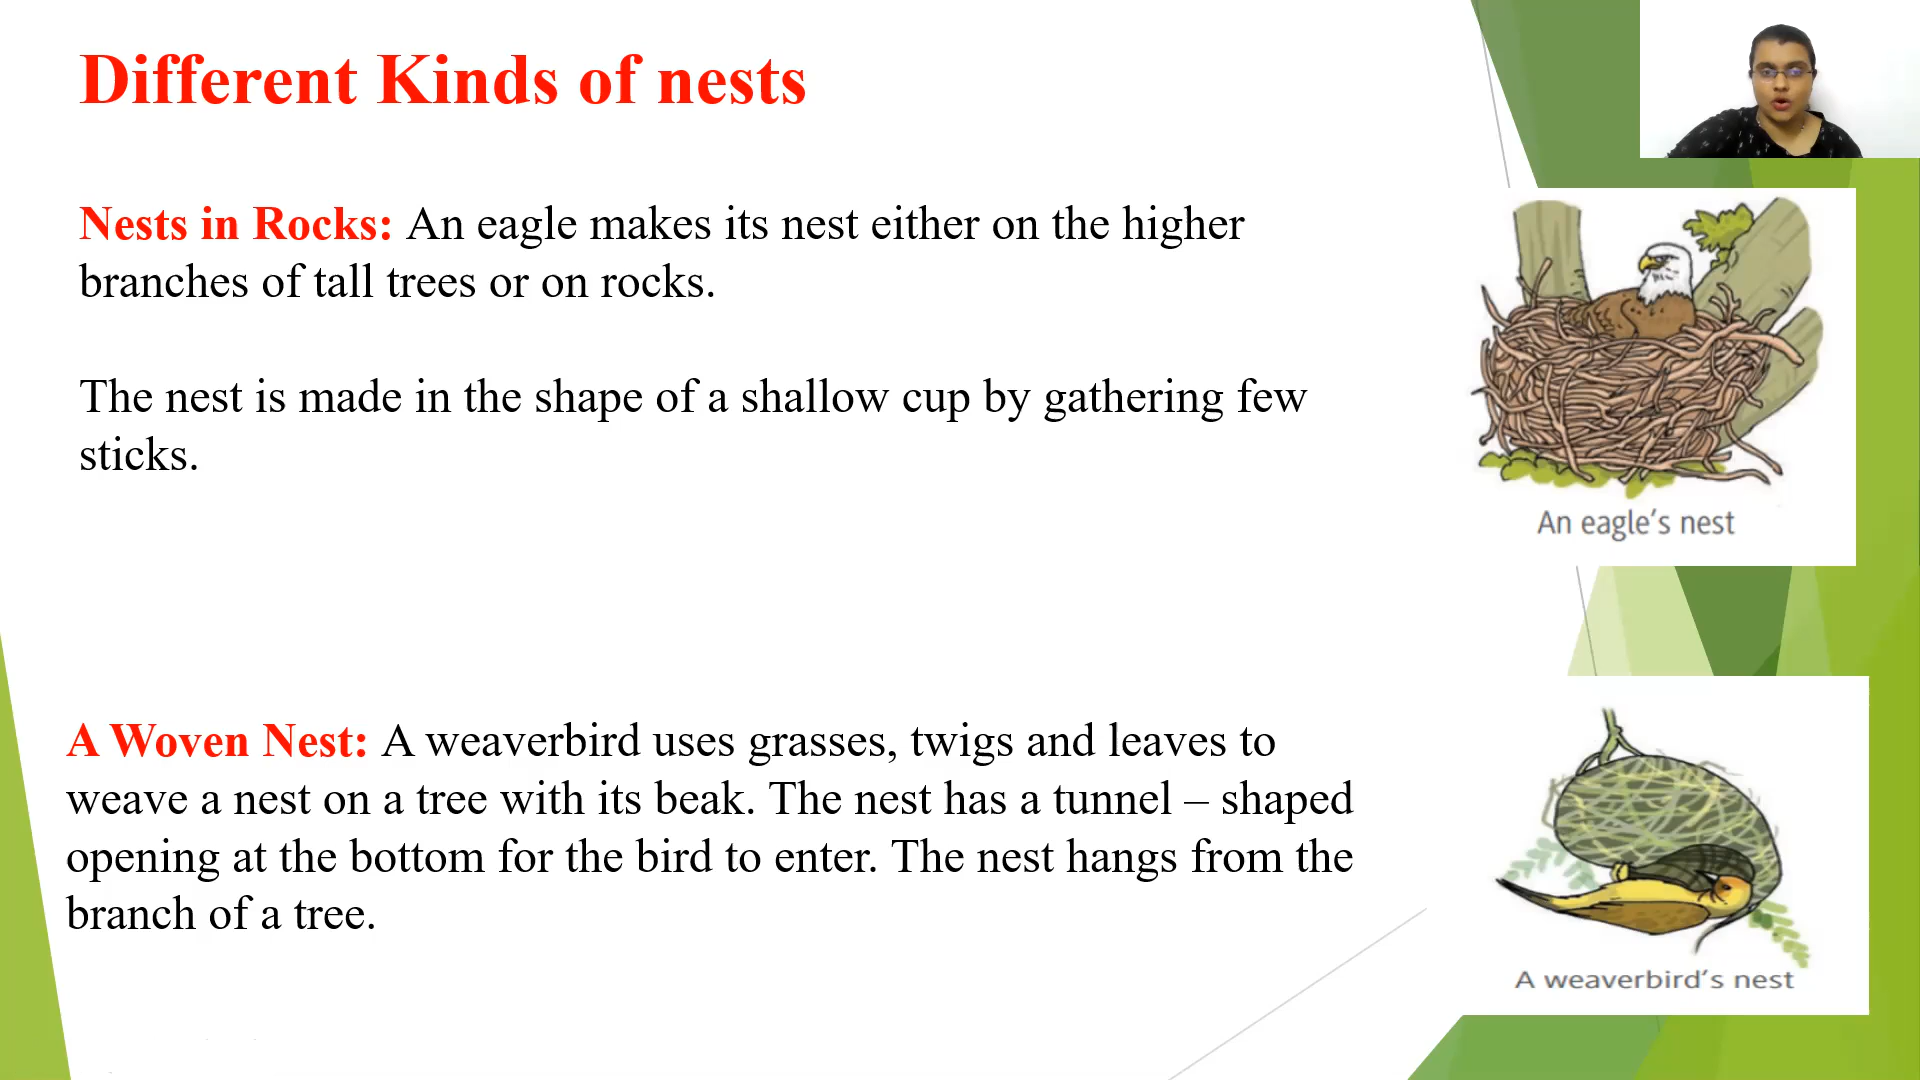 Different Kinds of nests
Nests in Rocks: An eagle makes its nest either on the higher
branches of tall trees or on rocks.
The nest is made in the shape of a shallow cup by gathering few
sticks.
An eagle's nest
A Woven Nest: A weaverbird uses grasses, twigs and leaves to
weave a nest on a tree with its beak. The nest has a tunnel – shaped
opening at the bottom for the bird to enter. The nest hangs from the
branch of a tree.
A weaverbird's nest